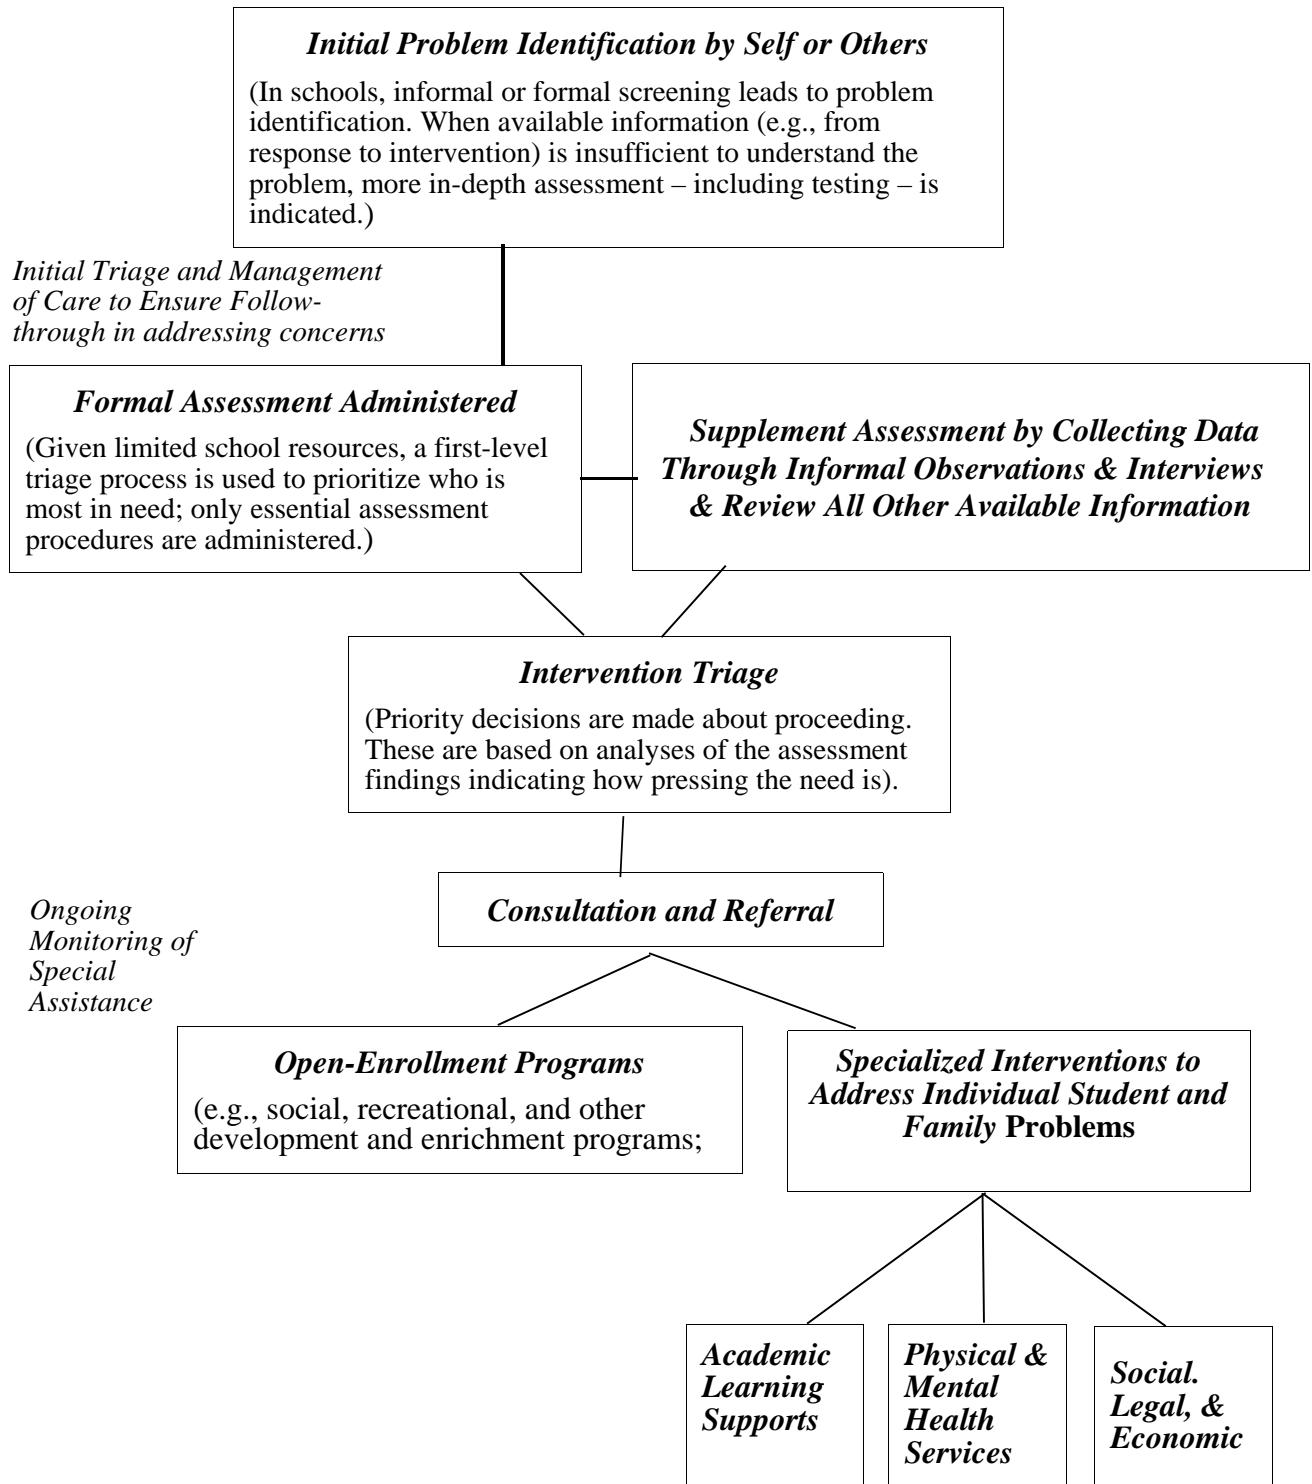 Initial Problem Identification by Self or Others
(In schools, informal or formal screening leads to problem
identification. When available information (e.g., from
response to intervention) is insufficient to understand the
problem, more in-depth assessment – including testing – is
indicated.)
Initial Triage and Management
of Care to Ensure Follow-
through in addressing concerns
Formal Assessment Administered
(Given limited school resources, a first-level
triage process is used to prioritize who is
most in need; only essential assessment
procedures are administered.)
Supplement Assessment by Collecting Data
Through Informal Observations & Interviews
& Review All Other Available Information
Intervention Triage
(Priority decisions are made about proceeding.
These are based on analyses of the assessment
findings indicating how pressing the need is).
Consultation and Referral
Ongoing
Monitoring of
Special
Assistance
Open-Enrollment Programs
(e.g., social, recreational, and other
development and enrichment programs;
Specialized Interventions to
Address Individual Student and
Family Problems
Academic
Learning
Supports
Physical &
Mental
Health
Services
Social.
Legal, &
Economic